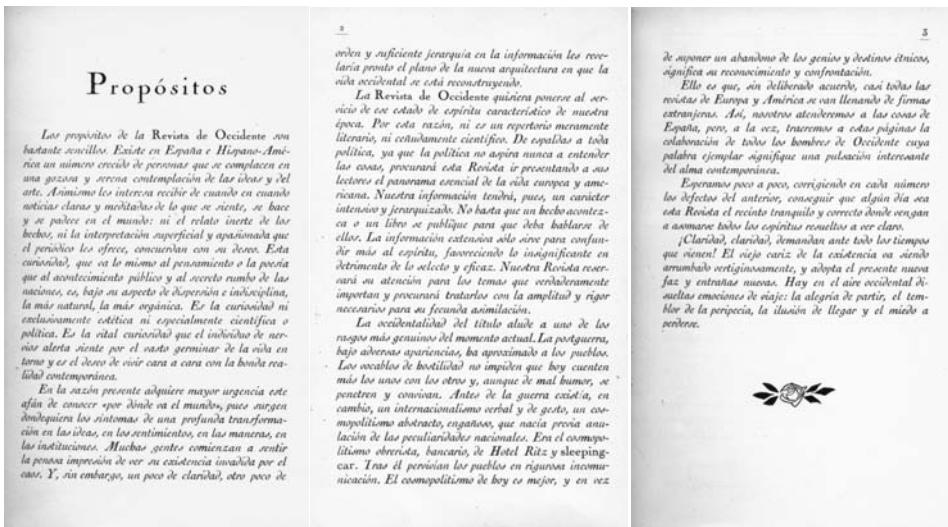 Propósitos
Los propósitos de la Revista de Occidente son
bastante sencillos. Existe en España e Hispano-Amé-
rica un número crecido de personas que se complacen en
una gozosa y serena contemplación de las ideas y del
arte. Asimismo les interesa recibir de cuando en cuando
noticias claras y meditadas de lo que se siente, se hace
y se padece en el mundo: ni el relato inerte de los
hechos, ni la interpretación superficial y apasionada que
el periódico les ofrece, concuerdan con su deseo. Esta
curiosidad, que va lo mismo al pensamiento o la poesía
que al acontecimiento público y al secreto rumbo de las
naciones, es, bajo su aspecto de dispersión e indisciplina,
la más natural, la más orgánica. Es la curiosidad ni
exclusivamente estética ni especialmente científica o
política. Es la vital curiosidad que el individuo de ner-
vios alerta siente por el vasto germinar de la vida en
torno y es el deseo de vivir cara a cara con la honda rea-
lidad contemporánea.
En la sazón presente adquiere mayor urgencia este
afán de conocer «por dónde va el mundo», pues surgen
dondequiera los síntomas de una profunda transforma-
ción en las ideas, en los sentimientos, en las maneras, en
las instituciones. Muchas gentes comienzan a sentir
la penosa impresión de ver su existencia invadida por el
caos. Y, sin embargo, un poco de claridad, otro poco de
2
orden y suficiente jerarquía en la información les reve-
laría pronto el plano de la nueva arquitectura en que la
vida occidental se está reconstruyendo.
La Revista de Occidente quisiera ponerse al ser-
vicio de ese estado de espíritu característico de nuestra
época. Por esta razón, ni es un repertorio meramente
literario, ni ceñudamente científico. De espaldas a toda
política, ya que la política no aspira nunca a entender
las cosas, procurará esta Revista ir presentando a sus
lectores el panorama esencial de la vida europea y ame-
ricana. Nuestra información tendrá, pues, un carácter
intensivo y jerarquizado. No basta que un hecho acontez-
ca o un libro se publique para que deba hablarse de
ellos. La información extensiva sólo sirve para confun-
dir más al espíritu, favoreciendo lo insignificante en
detrimento de lo selecto y eficaz. Nuestra Revista reser-
vará su atención para los temas que verdaderamente
importan y procurará tratarlos con la amplitud y rigor
necesarios para su fecunda asimilación.
La occidentalidad del título alude a uno de los
rasgos más genuinos del momento actual. La postguerra,
bajo adversas apariencias, ha aproximado a los pueblos.
Los vocablos de hostilidad no impiden que hoy cuenten
más los unos con los otros y, aunque de mal humor, se
penetren y convivan. Antes de la guerra existía, en
cambio, un internacionalismo verbal y de gesto, un cos-
mopolitismo abstracto, engañoso, que nacía previa anu-
lación de las peculiaridades nacionales. Era el cosmopo-
litismo obrerista, bancario, de Hotel Ritz y sleeping-
car. Tras él pervivían los pueblos en rigurosa incomu-
nicación. El cosmopolitismo de hoy es mejor, y en vez
3
de suponer un abandono de los genios y destinos étnicos,
significa su reconocimiento y confrontación.
Ello es que, sin deliberado acuerdo, casi todas las
revistas de Europa y América se van llenando de firmas
extranjeras. Así, nosotros atenderemos a las cosas de
España, pero, a la vez, traeremos a estas páginas la
colaboración de todos los hombres de Occidente cuya
palabra ejemplar signifique una pulsación interesante
del alma contemporánea.
Esperamos poco a poco, corrigiendo en cada número
los defectos del anterior, conseguir que algún día sea
esta Revista el recinto tranquilo y correcto donde vengan
a asomarse todos los espíritus resueltos a ver claro.
¡Claridad, claridad, demandan ante todo los tiempos
que vienen! El viejo cariz de la existencia va siendo
arrumbado vertiginosamente, y adopta el presente nueva
faz y entrañas nuevas. Hay en el aire occidental di-
sueltas emociones de viaje: la alegría de partir, el tem-
blor de la peripecia, la ilusión de llegar y el miedo a
perderse.